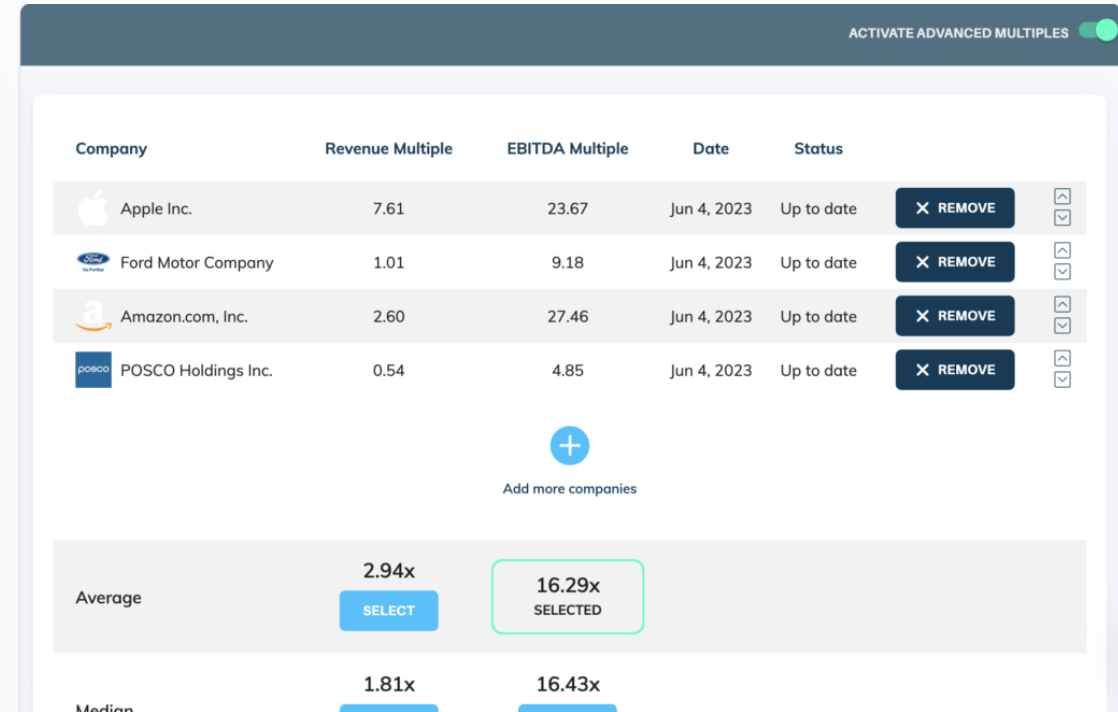 ACTIVATE ADVANCED MULTIPLES
Company Revenue Multiple EBITDA Multiple Date Status
Apple Inc. 7.61 23.67 Jun 4, 2023 Up to date REMOVE
Ford Go Further Ford Motor Company 1.01 9.18 Jun 4, 2023 Up to date REMOVE
a Amazon.com, Inc. 2.60 27.46 Jun 4, 2023 Up to date REMOVE
posco POSCO Holdings Inc. 0.54 4.85 Jun 4, 2023 Up to date REMOVE
Add more companies
2.94x 16.29x
Average SELECT SELECTED
1.81x 16.43x
Median